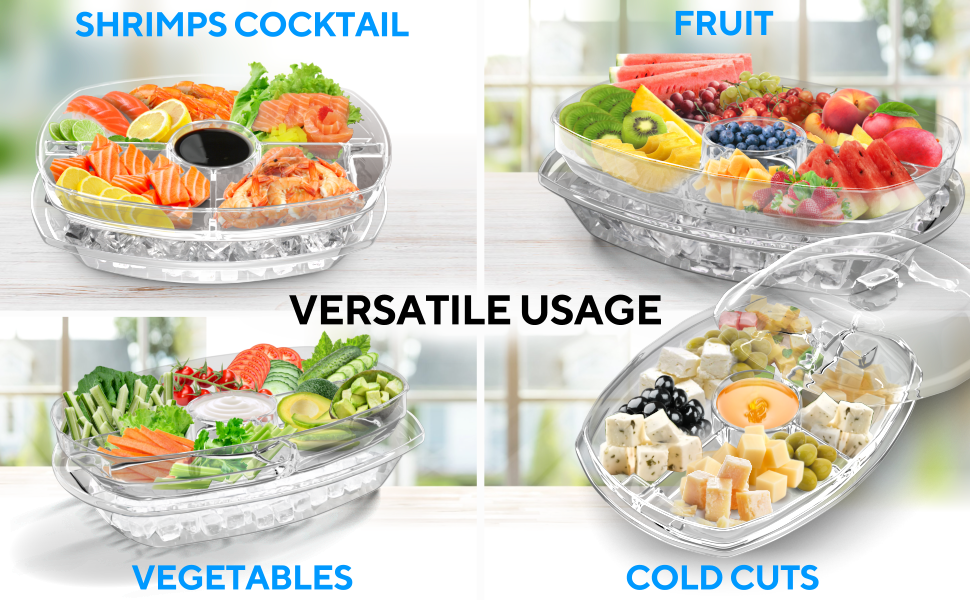 SHRIMPS COCKTAIL
FRUIT
VERSATILE USAGE
VEGETABLES
COLD CUTS